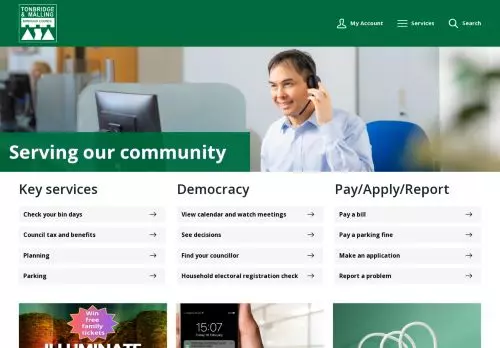 TONBRIDGE
& MALLING
BOROUGH COUNCIL
My Account
Services
Search
Serving our community
Key services
Check your bin days
Council tax and benefits
Planning
Parking
Democracy
View calendar and watch meetings
See decisions
Find your councillor
Household electoral registration check
Pay/Apply/Report
Pay a bill
Pay a parking fine
Make an application
Report a problem
Win
free
family
tickets
ILLUMINATE
15:07